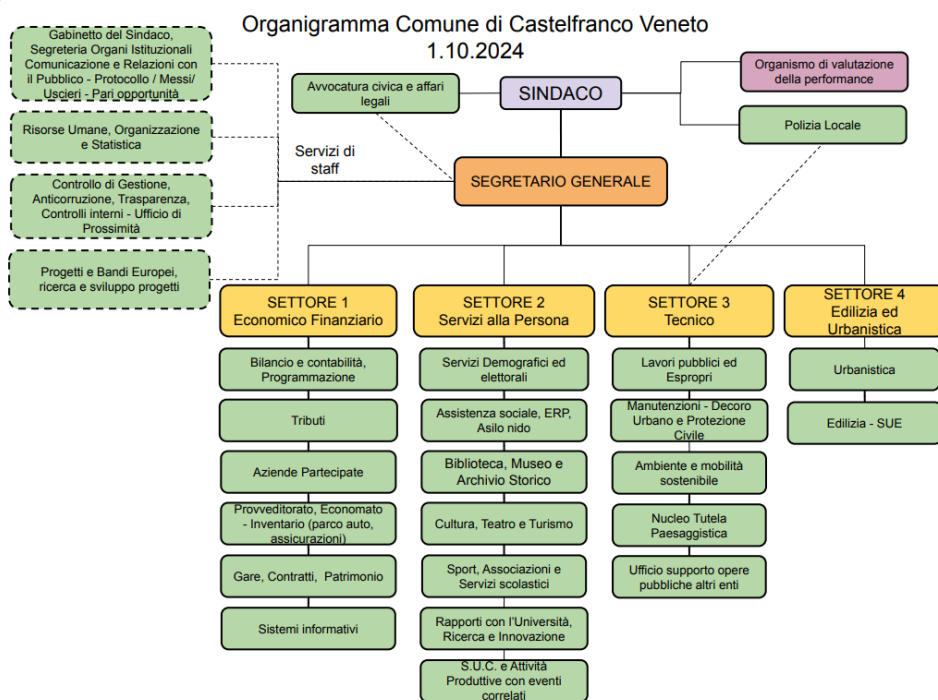 Organigramma Comune di Castelfranco Veneto
1.10.2024
Gabinetto del Sindaco,
Segreteria Organi Istituzionali
Comunicazione e Relazioni con
il Pubblico - Protocollo / Messi/
Uscieri - Pari opportunità
Risorse Umane, Organizzazione
e Statistica
Controllo di Gestione,
Anticorruzione, Trasparenza,
Controlli interni - Ufficio di
Prossimità
Progetti e Bandi Europei,
ricerca e sviluppo progetti
Servizi di
staff
Avvocatura civica e affari
legali
SINDACO
Organismo di valutazione
della performance
Polizia Locale
SEGRETARIO GENERALE
SETTORE 1
Economico Finanziario
Bilancio e contabilità,
Programmazione
Tributi
Aziende Partecipate
Provveditorato, Economato
- Inventario (parco auto,
assicurazioni)
Gare, Contratti, Patrimonio
Sistemi informativi
SETTORE 2
Servizi alla Persona
Servizi Demografici ed
elettorali
Assistenza sociale, ERP,
Asilo nido
Biblioteca, Museo e
Archivio Storico
Cultura, Teatro e Turismo
Sport, Associazioni e
Servizi scolastici
Rapporti con l'Università,
Ricerca e Innovazione
S.U.C. e Attività
Produttive con eventi
correlati
SETTORE 3
Tecnico
Lavori pubblici ed
Espropri
Manutenzioni - Decoro
Urbano e Protezione
Civile
Ambiente e mobilità
sostenibile
Nucleo Tutela
Paesaggistica
Ufficio supporto opere
pubbliche altri enti
SETTORE 4
Edilizia ed
Urbanistica
Urbanistica
Edilizia - SUE